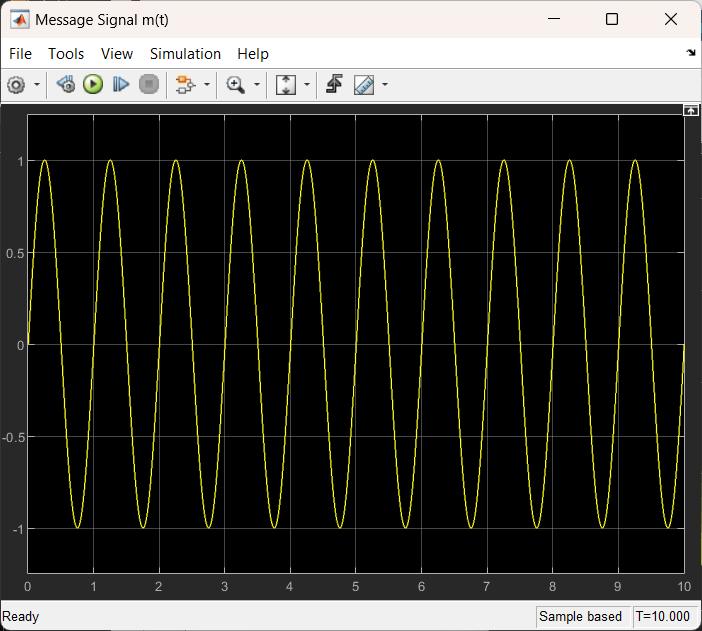 Message Signal m(t)
File Tools View Simulation Help
1
0.5
0
-0.5
-1
0 1 2 3 4 5 6 7 8 9 10
Ready Sample based T=10.000